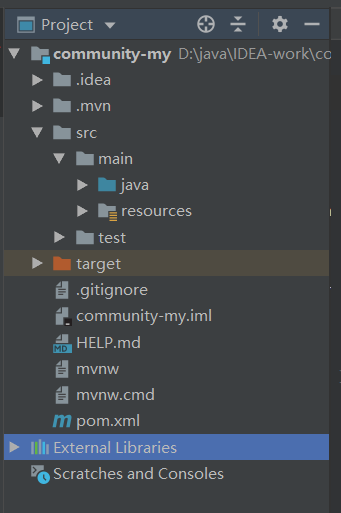 Project
community-my D:\java\IDEA-work\co
.idea
.mvn
src
main
java
resources
test
target
.gitignore
community-my.iml
HELP.md
mvnw
mvnw.cmd
pom.xml
External Libraries
Scratches and Consoles